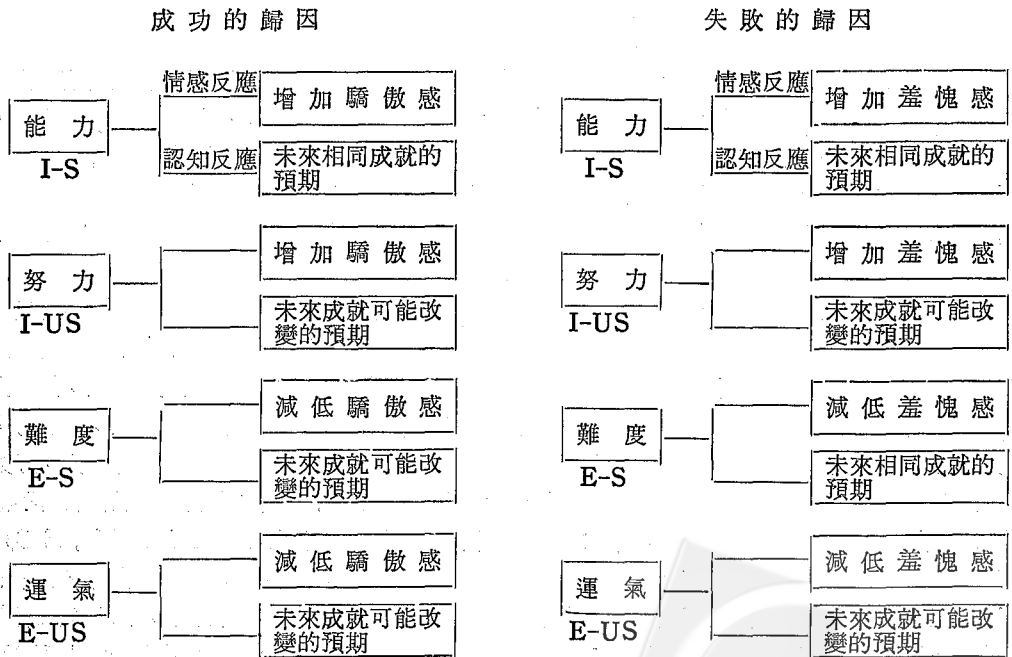 成功的歸因
能力
I-S
情感反應
增加驕傲感
認知反應
未來相同成就的
預期
努力
I-US
增加驕傲感
未來成就可能改
變的預期
難度
E-S
減低驕傲感
未來成就可能改
變的預期
運氣
E-US
減低驕傲感
未來成就可能改
變的預期
失敗的歸因
能力
I-S
情感反應
增加羞愧感
認知反應
未來相同成就的
預期
努力
I-US
增加羞愧感
未來成就可能改
變的預期
難度
E-S
減低羞愧感
未來相同成就的
預期
運氣
E-US
減低羞愧感
未來成就可能改
變的預期